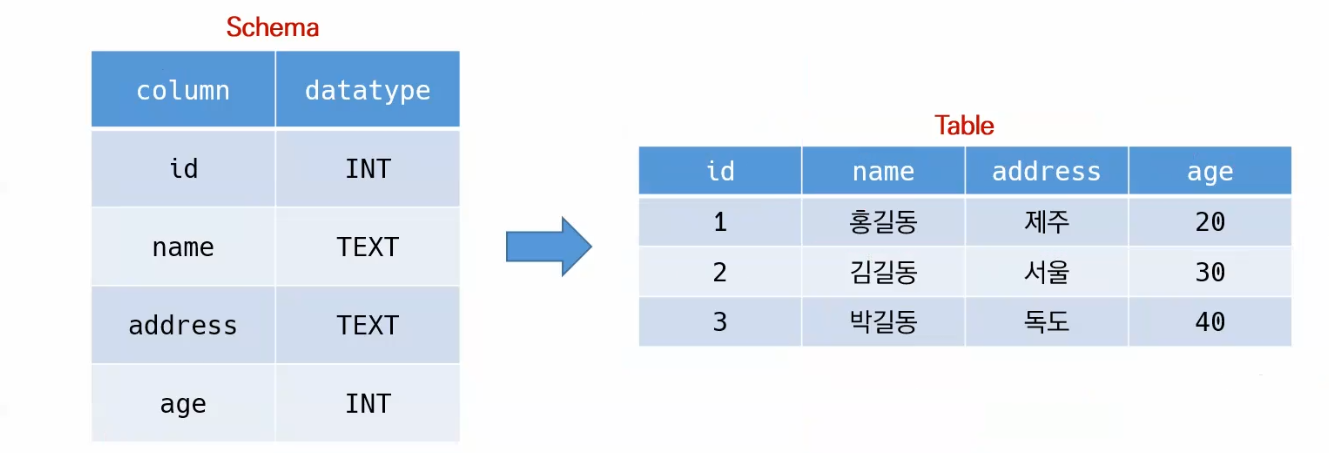 Schema
column datatype
id INT
name TEXT
address TEXT
age INT
Table
id name address age
1 홍길동 제주 20
2 김길동 서울 30
3 박길동 독도 40